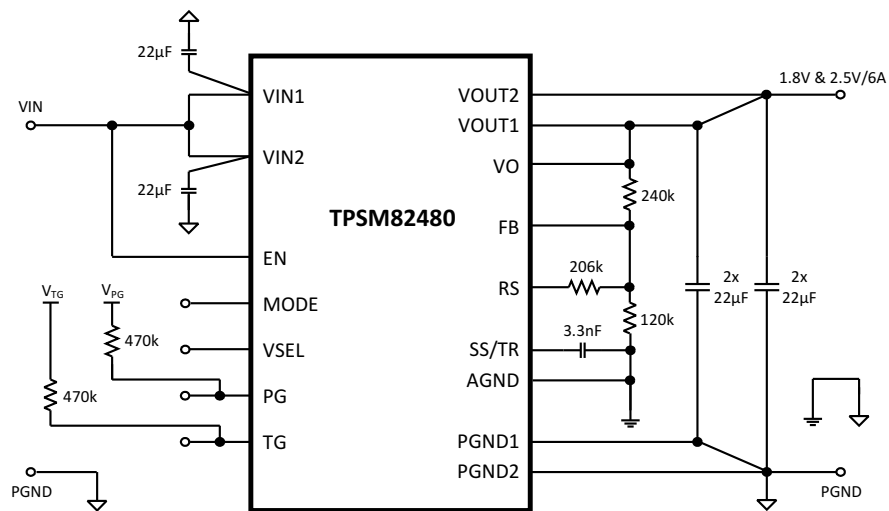 22µF
1.8V & 2.5V/6A
VIN1
VOUT2
VIN
VOUT1
VIN2
VO
22µF
240k
TPSM82480
FB
EN
206k
RS
2x
22µF
2x
22µF
V_TG
V_PG
MODE
120k
3.3nF
470k
VSEL
SS/TR
AGND
470k
PG
TG
PGND1
PGND2
PGND
PGND